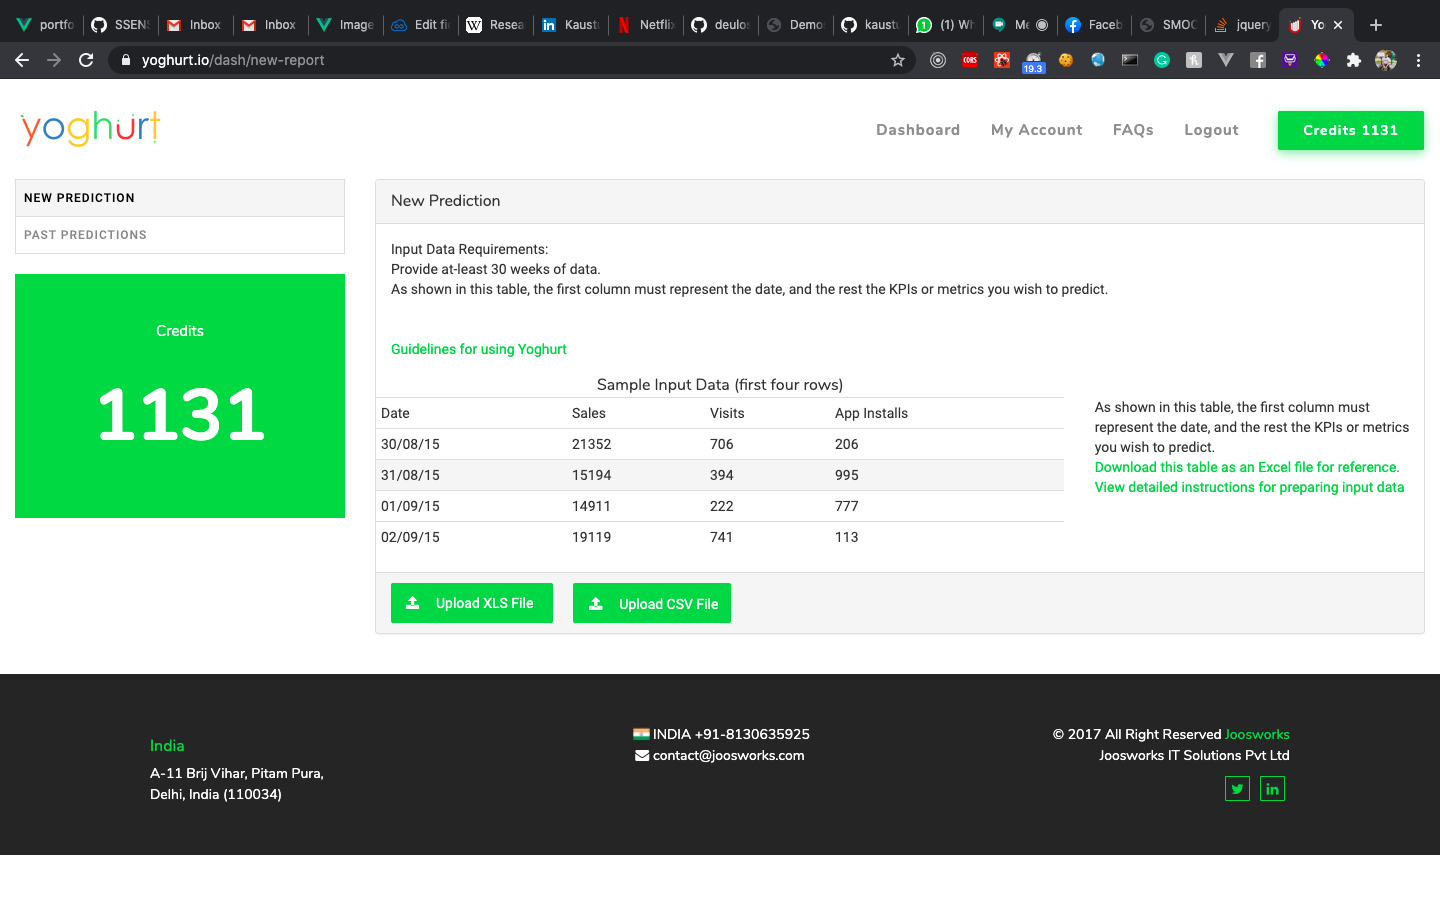 portfo SSENS Inbox Inbox Image Edit fi Resea Kaustu Netflix deulos Demo kaustu (1) Wh Me Faceb SMOC jquery Yo
yoghurt.io/dash/new-report
CORS
19.3
yoghurt
Dashboard My Account FAQs Logout Credits 1131
NEW PREDICTION
PAST PREDICTIONS
Credits
1131
New Prediction
Input Data Requirements:
Provide at-least 30 weeks of data.
As shown in this table, the first column must represent the date, and the rest the KPIs or metrics you wish to predict.
Guidelines for using Yoghurt
Sample Input Data (first four rows)
Date Sales Visits App Installs
30/08/15 21352 706 206
31/08/15 15194 394 995
01/09/15 14911 222 777
02/09/15 19119 741 113
As shown in this table, the first column must
represent the date, and the rest the KPIs or metrics
you wish to predict.
Download this table as an Excel file for reference.
View detailed instructions for preparing input data
Upload XLS File Upload CSV File
India
A-11 Brij Vihar, Pitam Pura,
Delhi, India (110034)
INDIA +91-8130635925
contact@joosworks.com
© 2017 All Right Reserved Joosworks
Joosworks IT Solutions Pvt Ltd